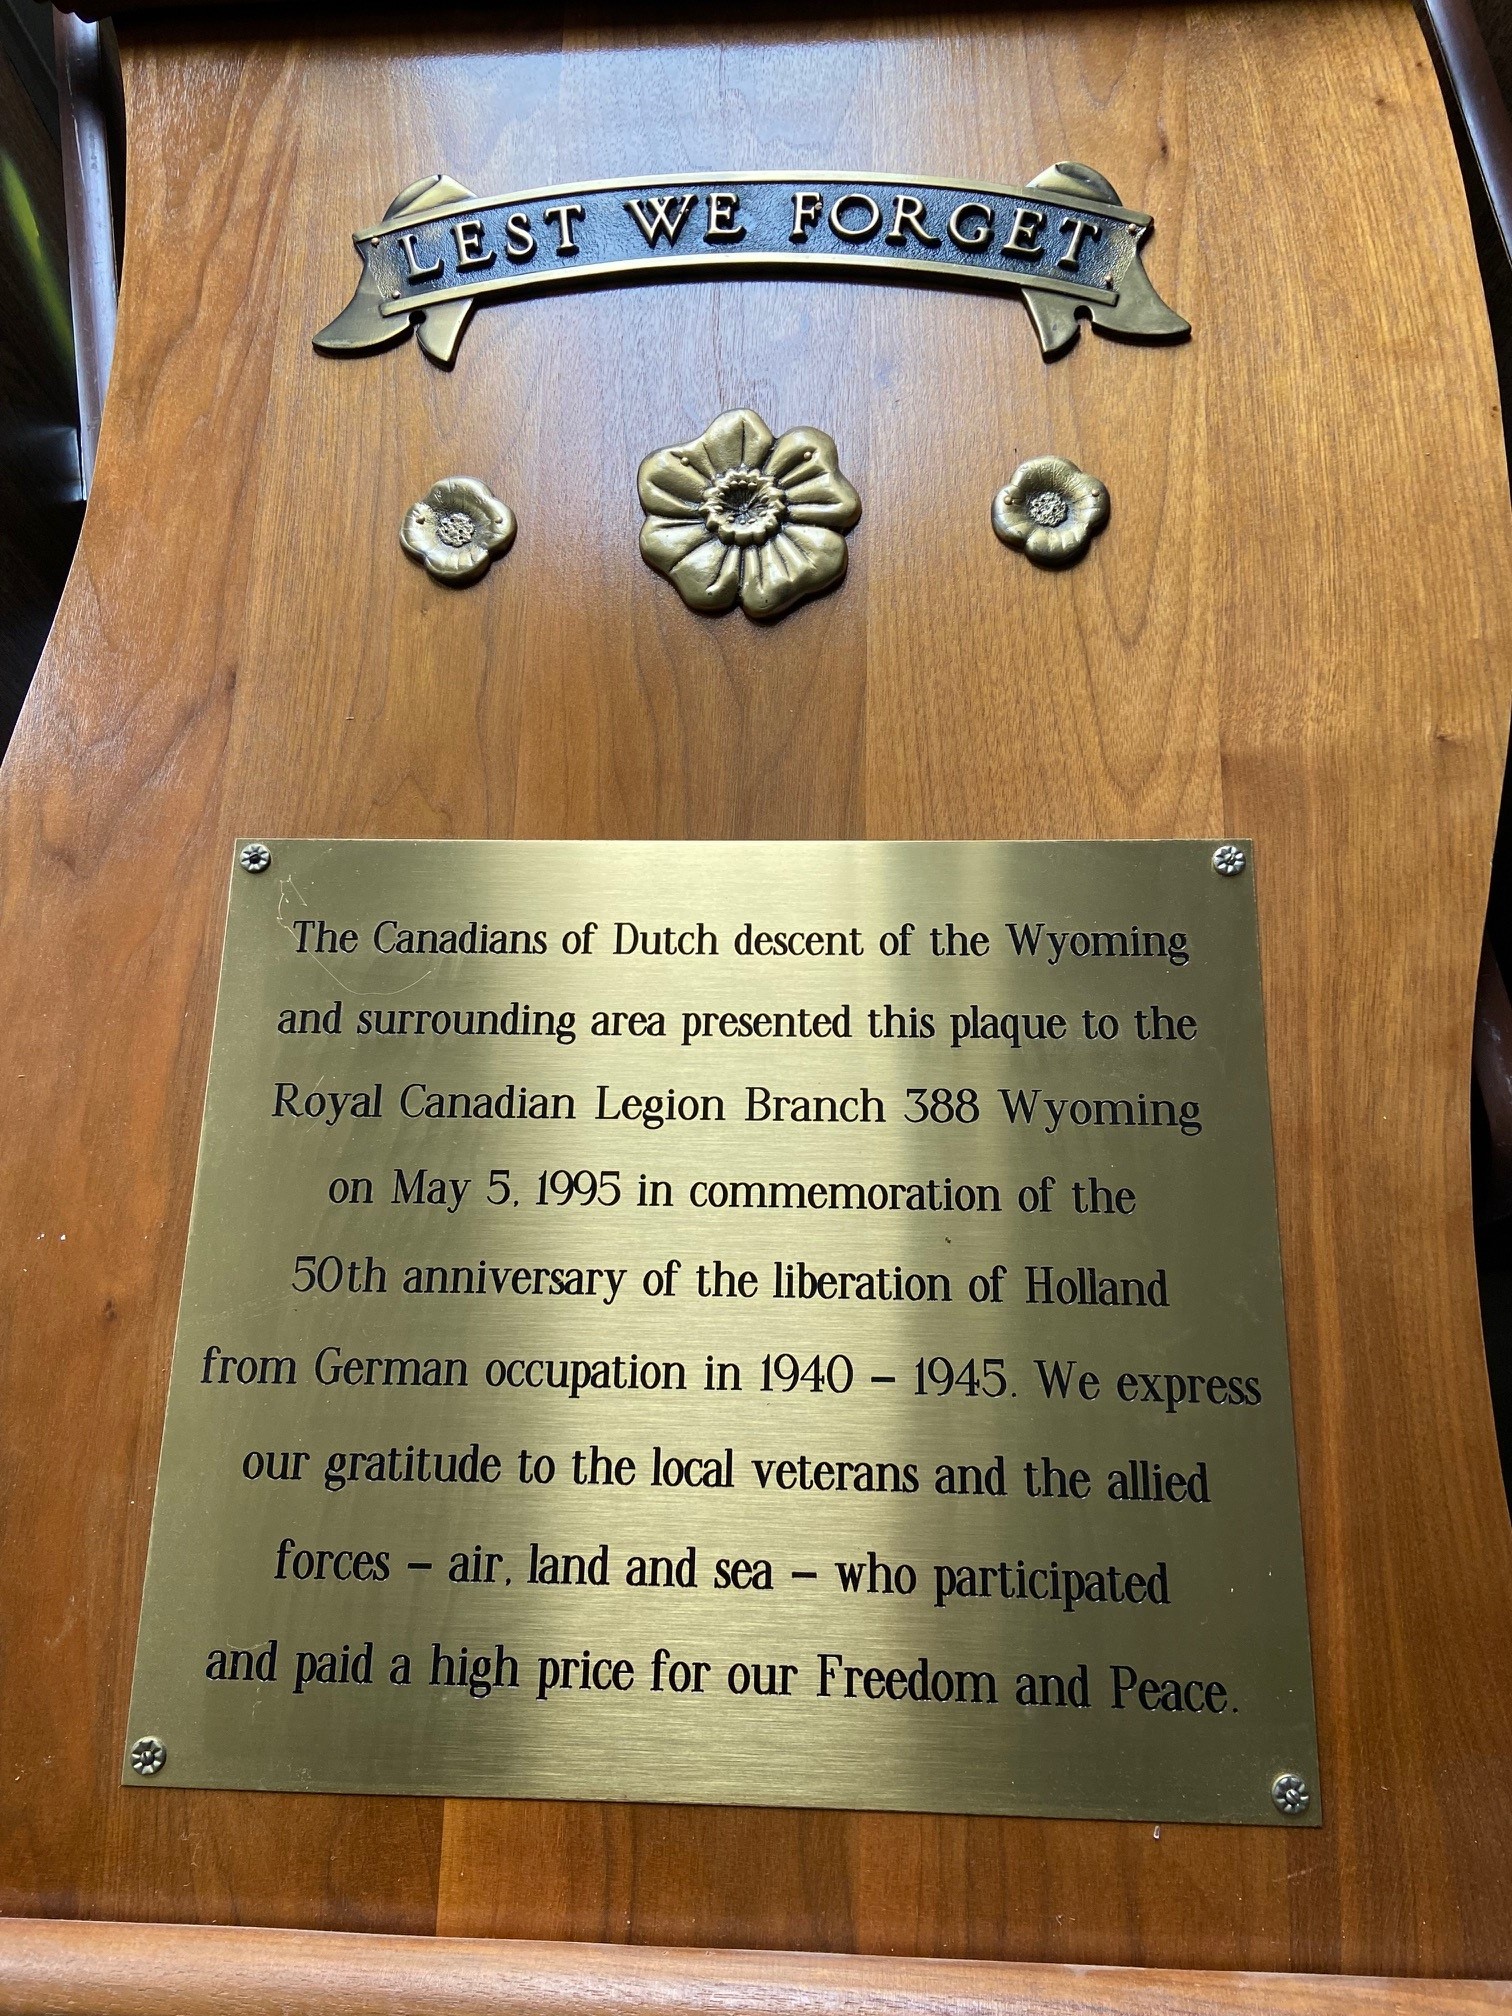 LEST WE FORGET
The Canadians of Dutch descent of the Wyoming
and surrounding area presented this plaque to the
Royal Canadian Legion Branch 388 Wyoming
on May 5, 1995 in commemoration of the
50th anniversary of the liberation of Holland
from German occupation in 1940 – 1945. We express
our gratitude to the local veterans and the allied
forces – air, land and sea – who participated
and paid a high price for our Freedom and Peace.